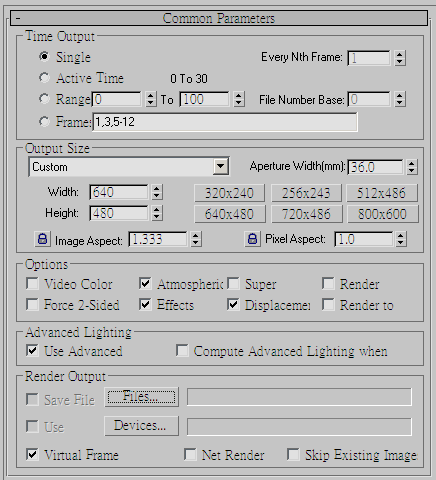 - Common Parameters
Time Output
Single Every Nth Frame: 1
Active Time 0 To 30
Range: 0 To 100 File Number Base: 0
Frame: 1,3,5-12
Output Size
Custom Aperture Width(mm): 36.0
Width: 640 320x240 256x243 512x486
Height: 480 640x480 720x486 800x600
Image Aspect: 1.333 Pixel Aspect: 1.0
Options
Video Color Atmospheric Super Render
Force 2-Sided Effects Displacemen Render to
Advanced Lighting
Use Advanced Compute Advanced Lighting when
Render Output
Save File Files...
Use Devices...
Virtual Frame Net Render Skip Existing Image